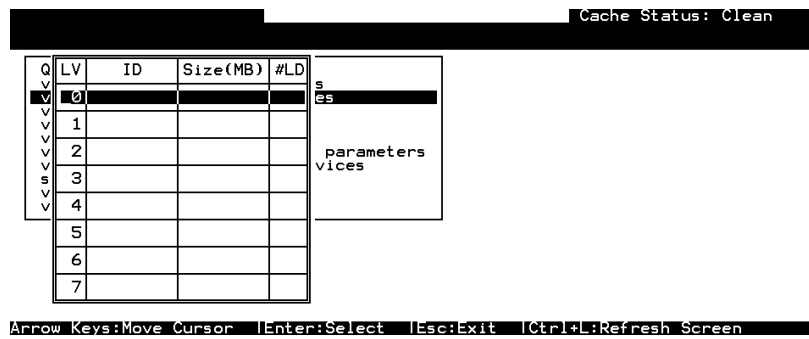 Cache Status: Clean
Q LV ID Size(MB) #LD
v s
v 0 es
v
v 1
v
v 2 parameters
v vices
s 3
v
v 4
5
6
7
Arrow Keys:Move Cursor |Enter:Select |Esc:Exit |Ctrl+L:Refresh Screen